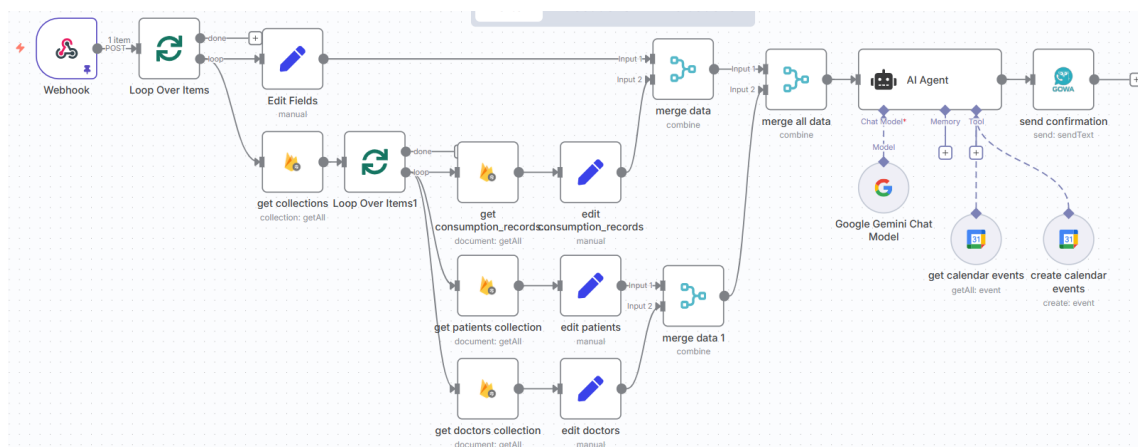 1 item
POST
Webhook
done
loop
Loop Over Items
Edit Fields
manual
Input 1
Input 2
merge data
combine
Input 1
Input 2
merge all data
combine
AI Agent
Chat Model*
Memory
Tool
GOWA
send confirmation
send: sendText
Model
Google Gemini Chat
Model
31
get calendar events
getAll: event
31
create calendar
events
create: event
get collections
collection: getAll
done
loop
Loop Over Items1
get
consumption_records
document: getAll
edit
consumption_records
manual
get patients collection
document: getAll
edit patients
manual
Input 1
Input 2
merge data 1
combine
get doctors collection
document: getAll
edit doctors
manual